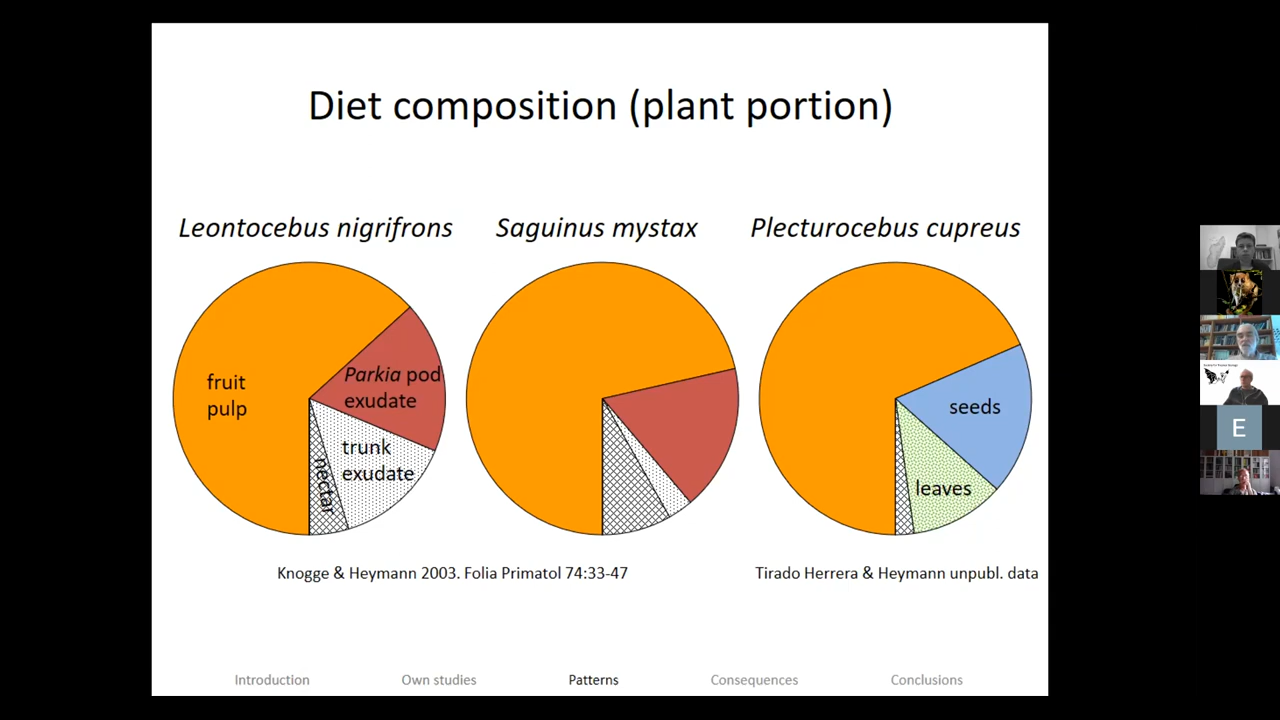 Diet composition (plant portion)
Leontocebus nigrifrons
Saguinus mystax
Plecturocebus cupreus
fruit
pulp
Parkia pod
exudate
trunk
exudate
nectar
seeds
leaves
Knogge & Heymann 2003. Folia Primatol 74:33-47
Tirado Herrera & Heymann unpubl. data
Introduction
Own studies
Patterns
Consequences
Conclusions
E